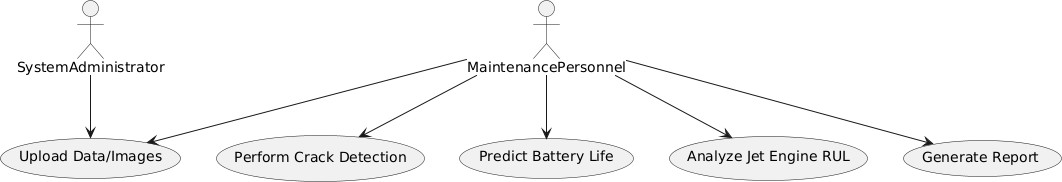 SystemAdministrator
MaintenancePersonnel
Upload Data/Images
Perform Crack Detection
Predict Battery Life
Analyze Jet Engine RUL
Generate Report